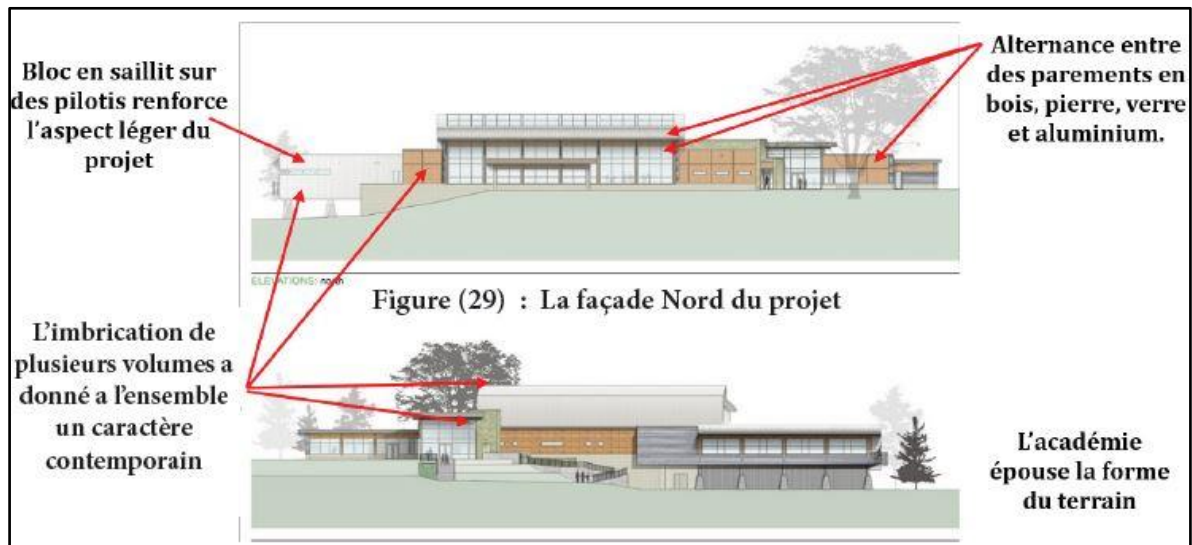 Bloc en saillit sur
des pilotis renforce
l'aspect léger du
projet
Alternance entre
des parements en
bois, pierre, verre
et aluminium.
ELEVATIONS: north
Figure (29) : La façade Nord du projet
L'imbrication de
plusieurs volumes a
donné a l'ensemble
un caractère
contemporain
L'académie
épouse la forme
du terrain